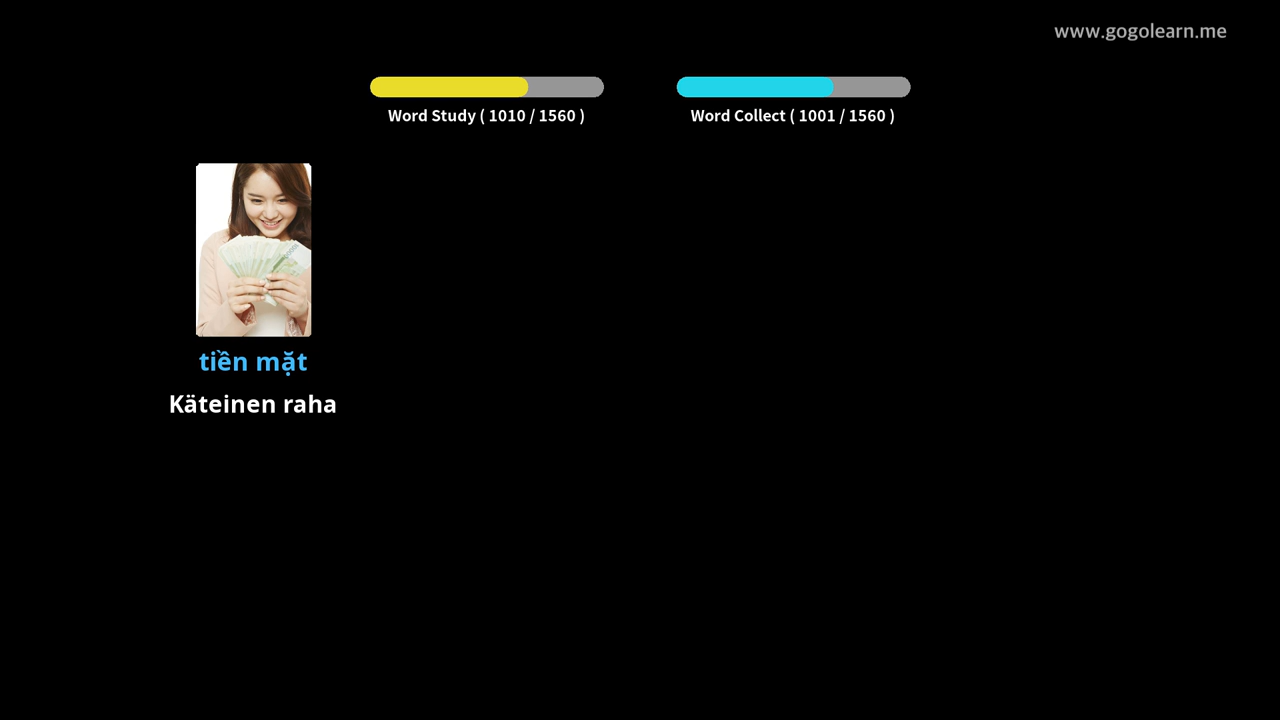 www.gogolearn.me
Word Study ( 1010 / 1560 )
Word Collect ( 1001 / 1560 )
tiền mặt
Käteinen raha